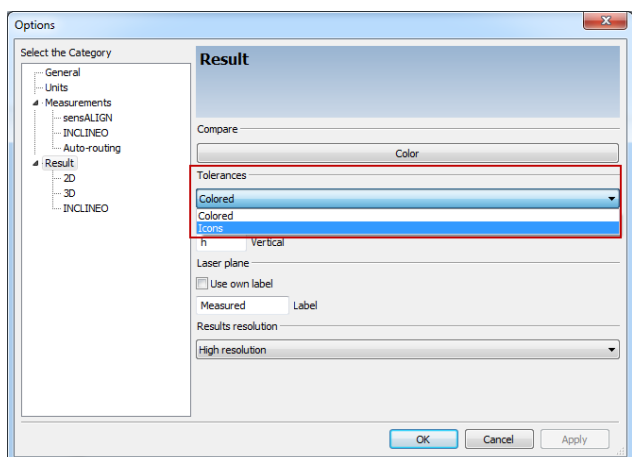 Options
Select the Category
General
Units
Measurements
sensALIGN
INCLINEO
Auto-routing
Result
2D
3D
INCLINEO
Result
Compare
Color
Tolerances
Colored
Colored
Icons
h Vertical
Laser plane
Use own label
Measured Label
Results resolution
High resolution
OK Cancel Apply